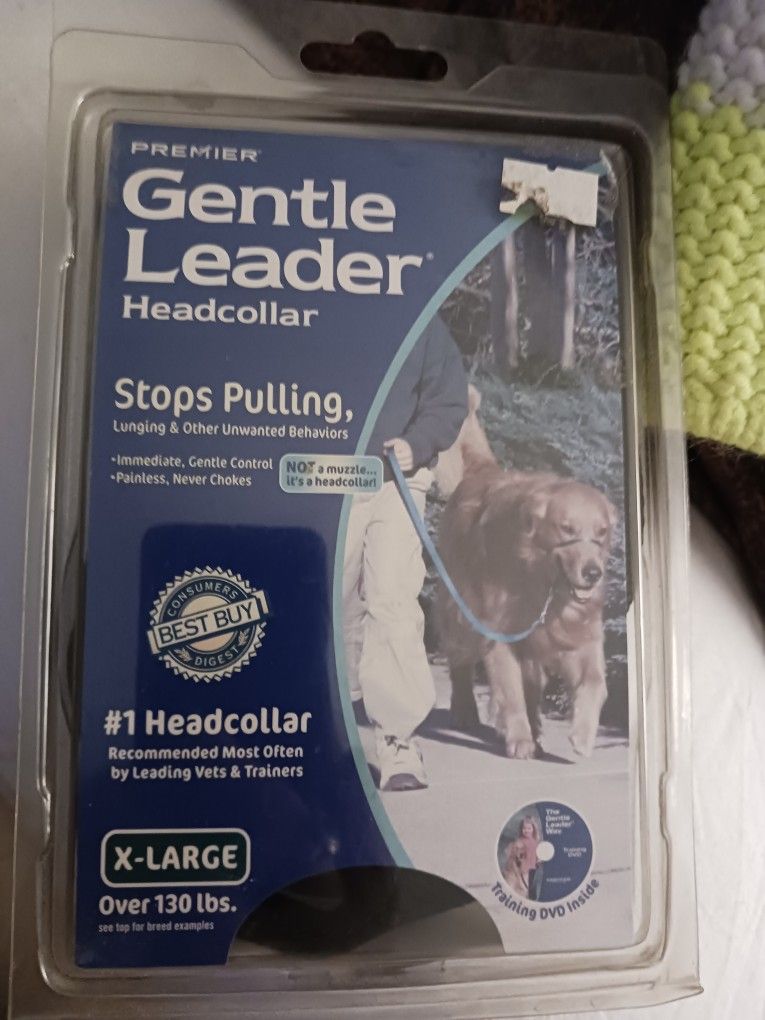 PREMIER
Gentle
Leader®
Headcollar
Stops Pulling,
Lunging & Other Unwanted Behaviors
•Immediate, Gentle Control
•Painless, Never Chokes
NOT a muzzle...
it's a headcollar!
CONSUMERS
BEST BUY
DIGEST
#1 Headcollar
Recommended Most Often
by Leading Vets & Trainers
X-LARGE
Over 130 lbs.
see top for breed examples
The
Gentle
Leader
Way
Training
DVD
Training DVD Inside